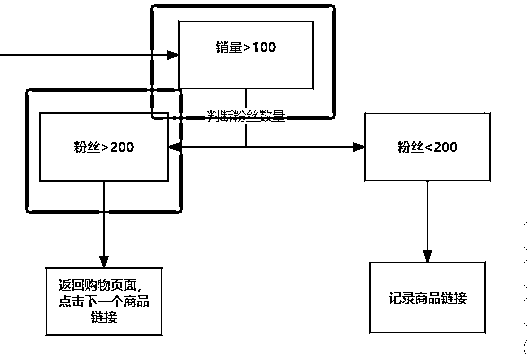 销量>100
判断粉丝数量
粉丝>200
粉丝<200
返回购物页面，
点击下一个商品
链接
记录商品链接